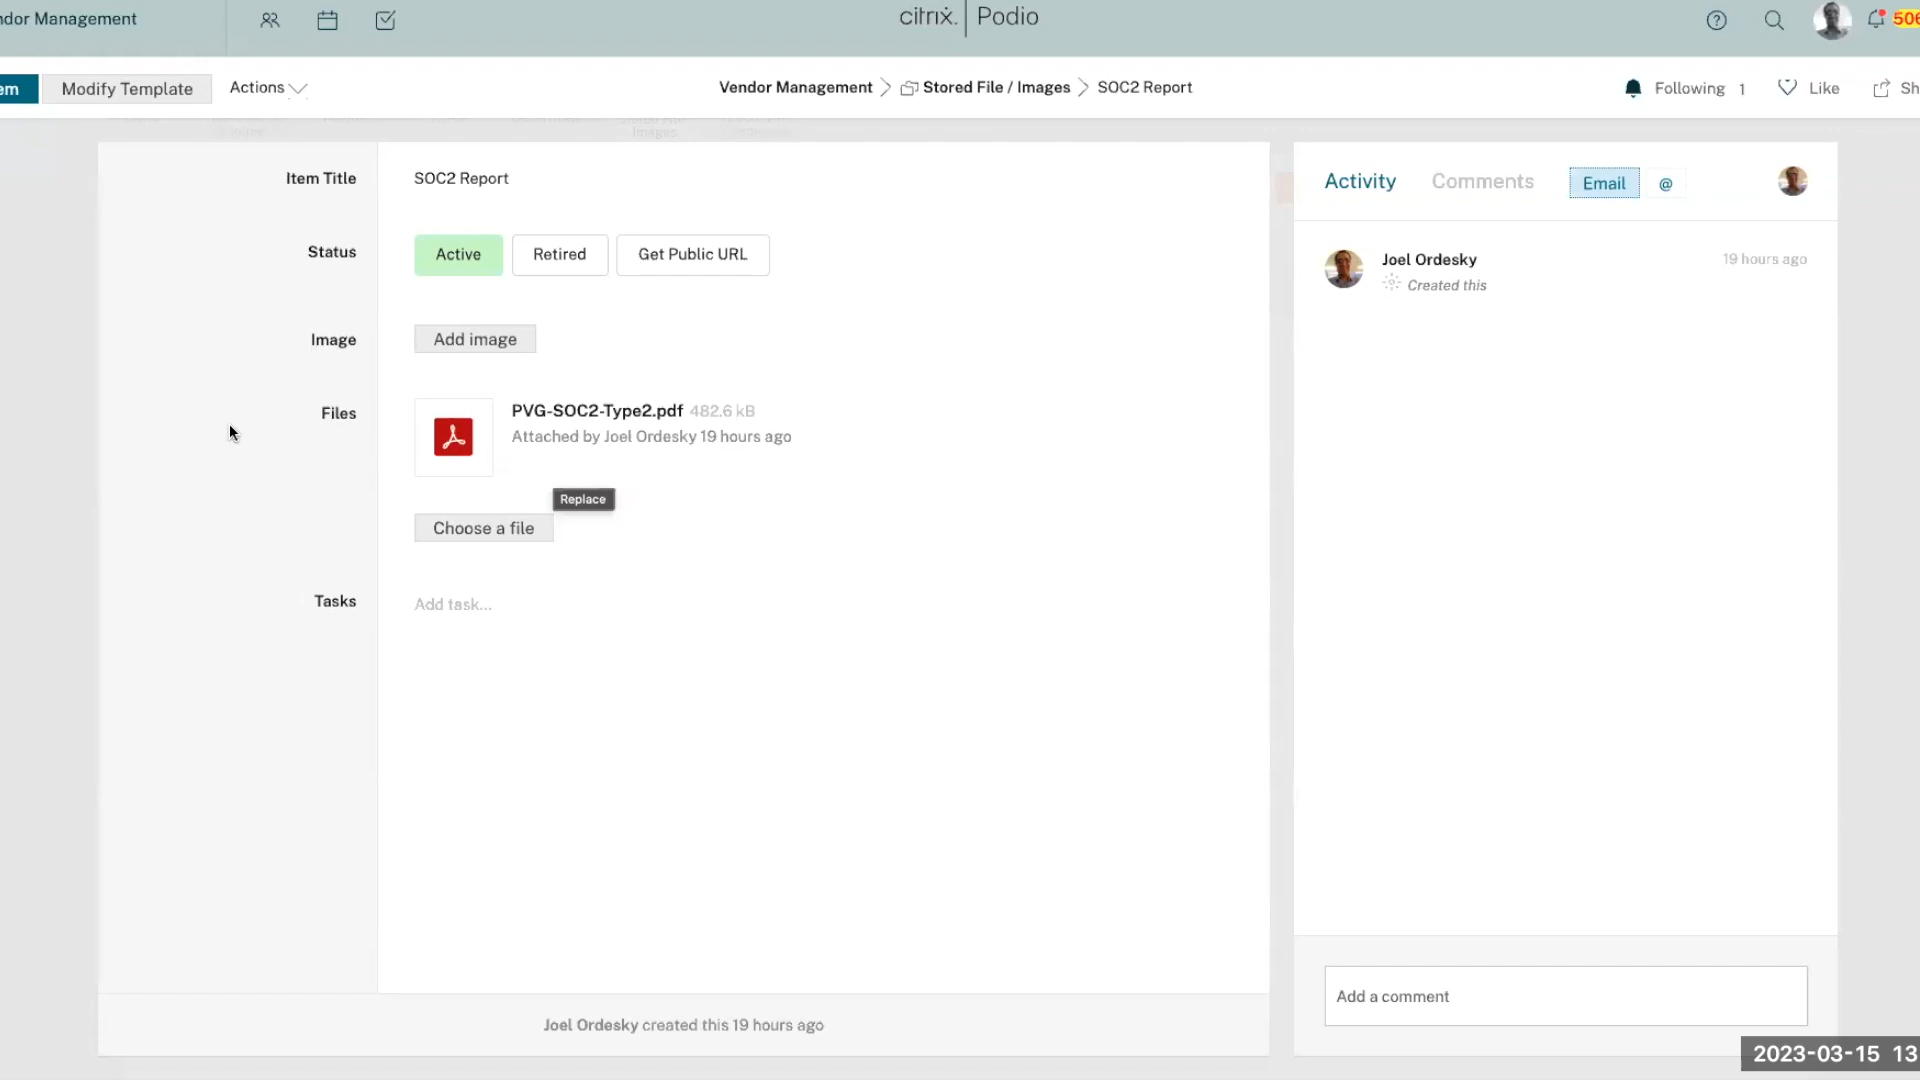 ndor Management
citrix. | Podio
506
em
Modify Template
Actions
Vendor Management
Stored File / Images
SOC2 Report
Following 1
Like
Sh
Images
Item Title
SOC2 Report
Status
Active
Retired
Get Public URL
Image
Add image
Files
PVG-SOC2-Type2.pdf 482.6 kB
Attached by Joel Ordesky 19 hours ago
Replace
Choose a file
Tasks
Add task...
Joel Ordesky created this 19 hours ago
Activity
Comments
Email
@
Joel Ordesky
19 hours ago
Created this
Add a comment
2023-03-15 13